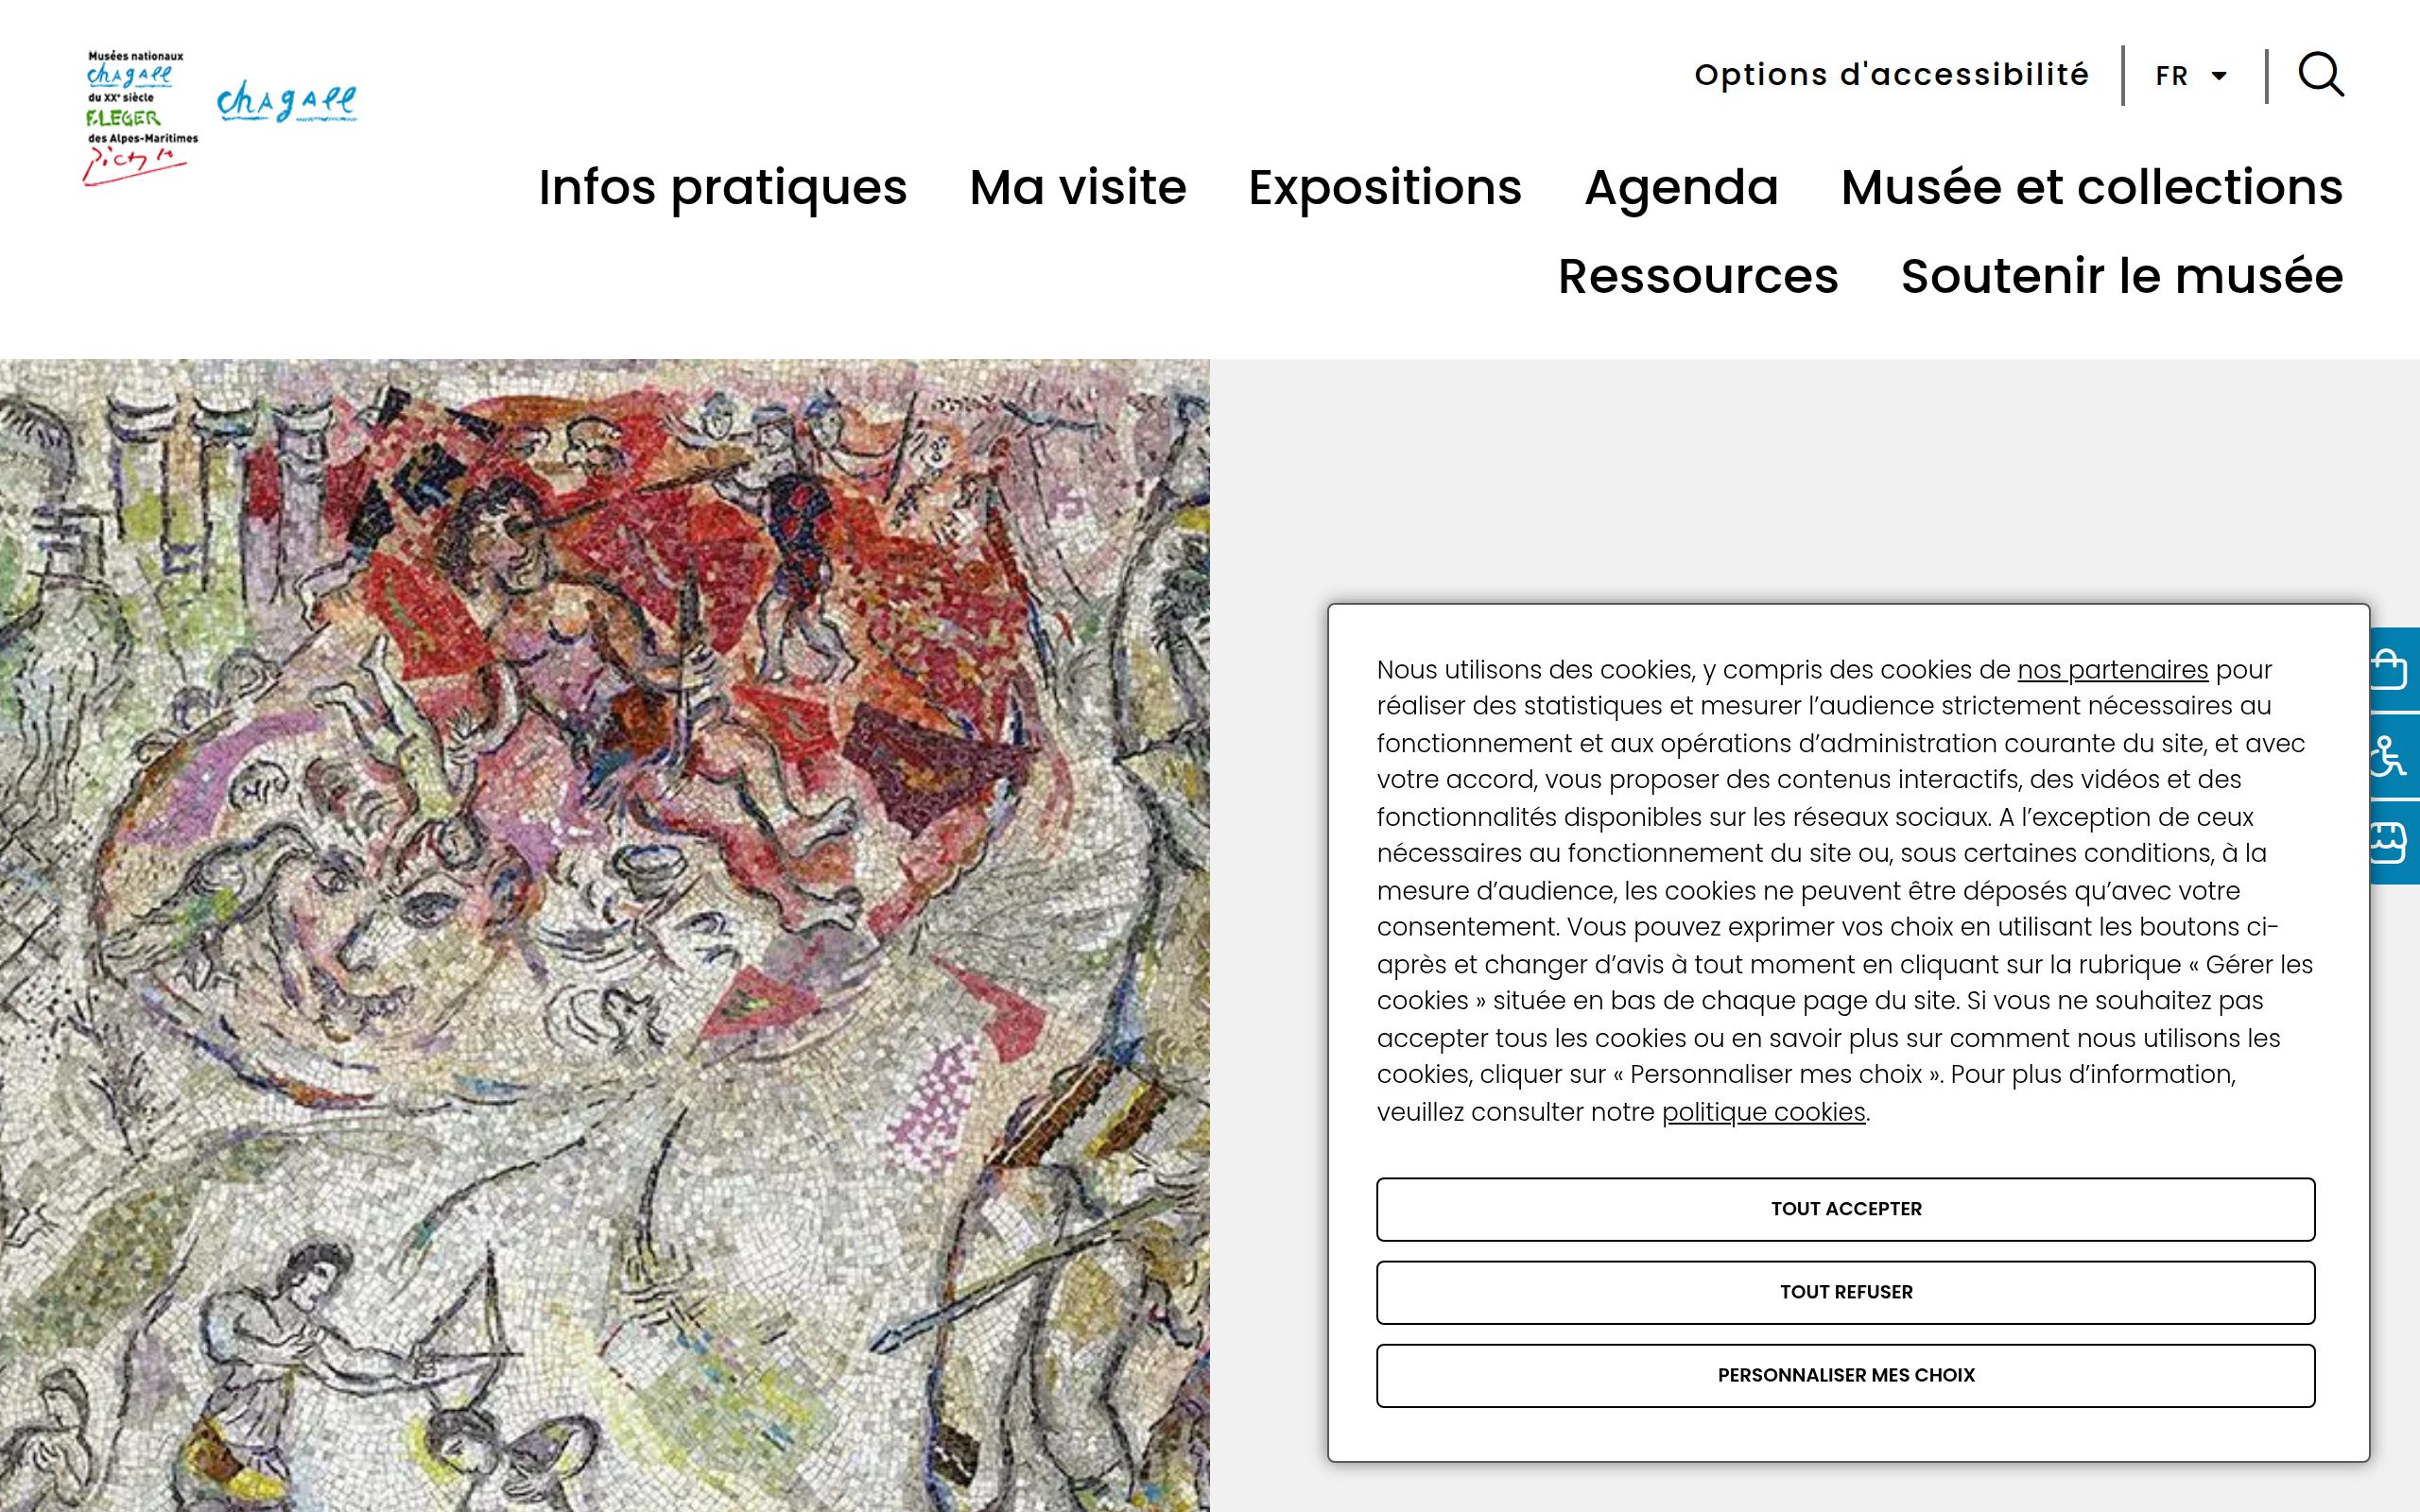 Musées nationaux
chagall
du XXe siècle
F.LEGER
des Alpes-Maritimes
Picasso
chagall
Options d'accessibilité
FR
Infos pratiques
Ma visite
Expositions
Agenda
Musée et collections
Ressources
Soutenir le musée
Nous utilisons des cookies, y compris des cookies de nos partenaires pour
réaliser des statistiques et mesurer l’audience strictement nécessaires au
fonctionnement et aux opérations d’administration courante du site, et avec
votre accord, vous proposer des contenus interactifs, des vidéos et des
fonctionnalités disponibles sur les réseaux sociaux. A l’exception de ceux
nécessaires au fonctionnement du site ou, sous certaines conditions, à la
mesure d’audience, les cookies ne peuvent être déposés qu’avec votre
consentement. Vous pouvez exprimer vos choix en utilisant les boutons ci-
après et changer d’avis à tout moment en cliquant sur la rubrique « Gérer les
cookies » située en bas de chaque page du site. Si vous ne souhaitez pas
accepter tous les cookies ou en savoir plus sur comment nous utilisons les
cookies, cliquer sur « Personnaliser mes choix ». Pour plus d’information,
veuillez consulter notre politique cookies.
TOUT ACCEPTER
TOUT REFUSER
PERSONNALISER MES CHOIX